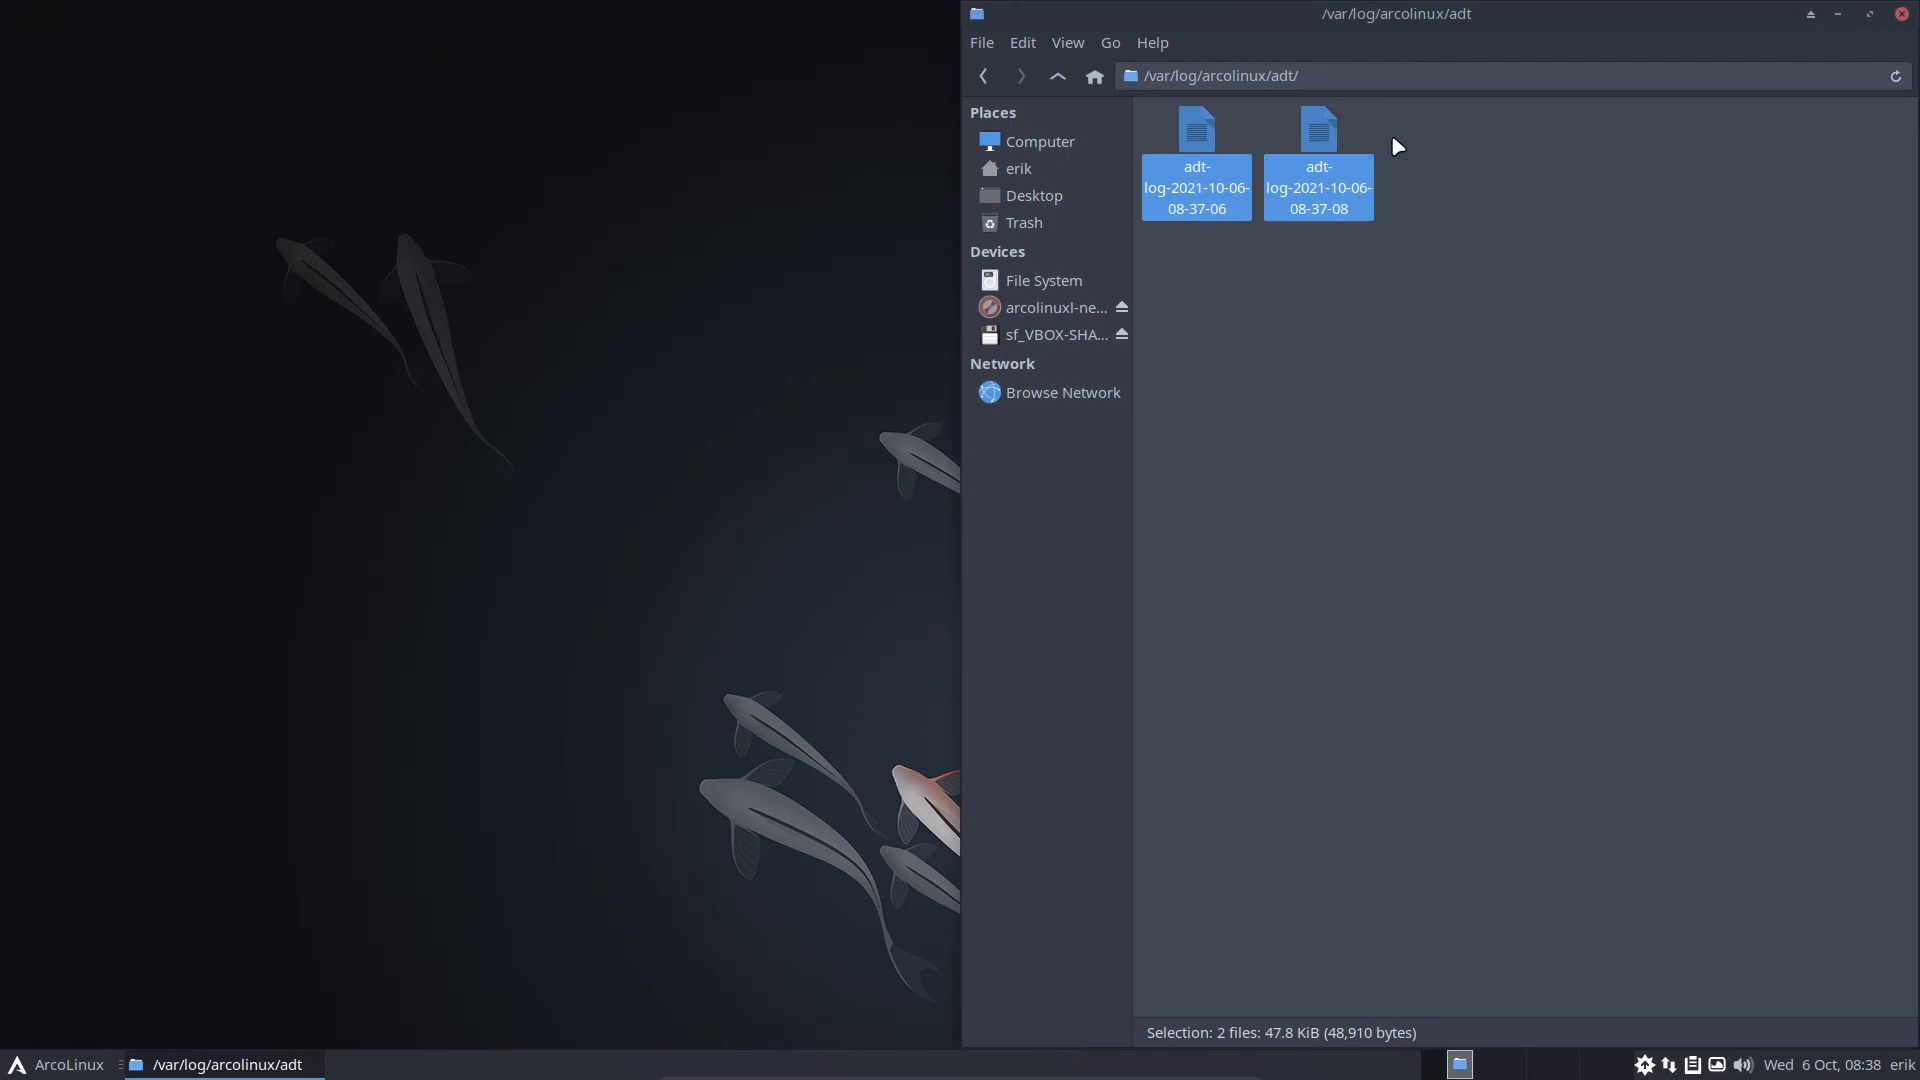 /var/log/arcolinux/adt
File Edit View Go Help
/var/log/arcolinux/adt/
Places
Computer
erik
Desktop
Trash
Devices
File System
arcolinuxl-ne...
sf_VBOX-SHA...
Network
Browse Network
adt-
log-2021-10-06-
08-37-06
adt-
log-2021-10-06-
08-37-08
Selection: 2 files: 47.8 KiB (48,910 bytes)
ArcoLinux
/var/log/arcolinux/adt
Wed 6 Oct, 08:38
erik